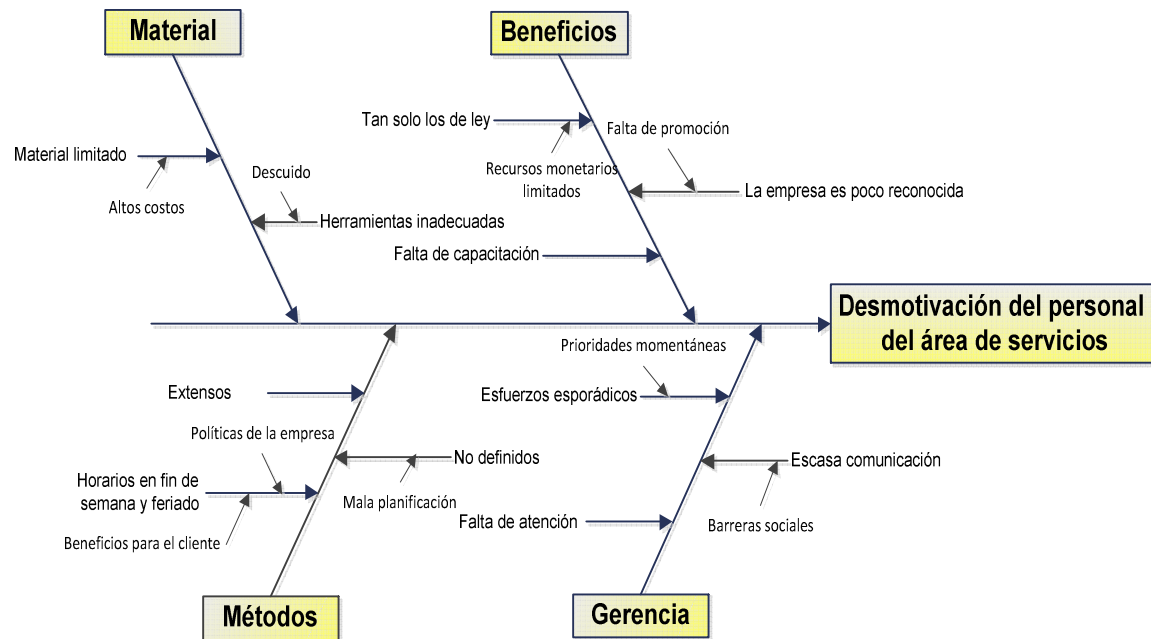 Material
Beneficios
Tan solo los de ley
Falta de promoción
Material limitado
Recursos monetarios
limitados
Descuido
La empresa es poco reconocida
Altos costos
Herramientas inadecuadas
Falta de capacitación
Desmotivación del personal
del área de servicios
Prioridades momentáneas
Extensos
Esfuerzos esporádicos
Políticas de la empresa
No definidos
Escasa comunicación
Horarios en fin de
semana y feriado
Mala planificación
Falta de atención
Barreras sociales
Beneficios para el cliente
Métodos
Gerencia